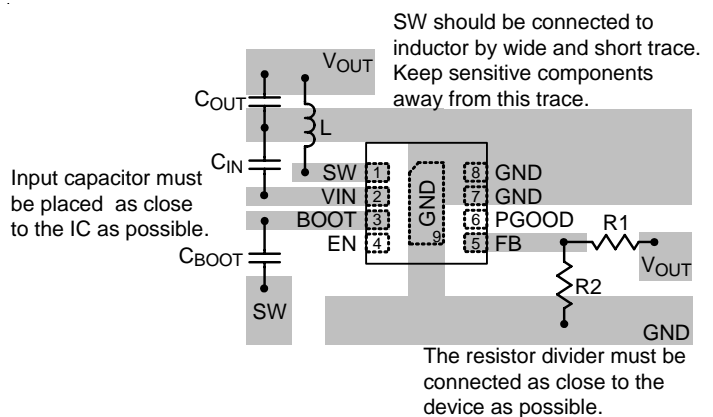 SW should be connected to
inductor by wide and short trace.
Keep sensitive components
away from this trace.
VOUT
COUT
L
CIN
Input capacitor must
be placed as close
to the IC as possible.
SW 1
VIN 2
BOOT 3
EN 4
GND
9
8 GND
7 GND
6 PGOOD
5 FB
R1
VOUT
R2
CBOOT
SW
GND
The resistor divider must be
connected as close to the
device as possible.